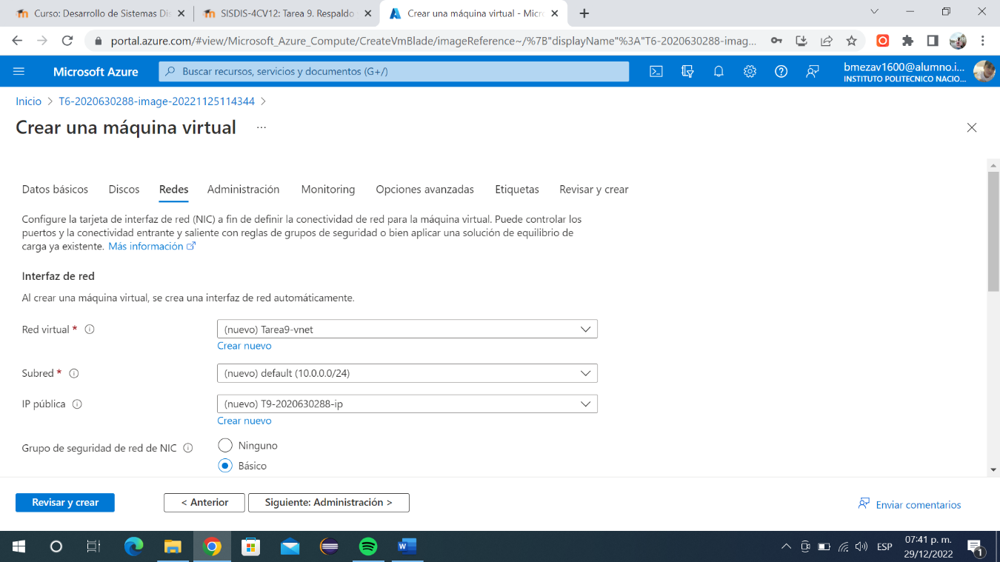 Curso: Desarrollo de Sistemas Dis
SISDIS-4CV12: Tarea 9. Respaldo
Crear una máquina virtual - Micro
portal.azure.com/#view/Microsoft_Azure_Compute/CreateVmBlade/imageReference~/%7B"displayName"%3A"T6-2020630288-imag...
Microsoft Azure
Buscar recursos, servicios y documentos (G+/)
bmezav1600@alumno.i...
INSTITUTO POLITECNICO NACIO...
Inicio > T6-2020630288-image-20221125114344 >
Crear una máquina virtual ...
Datos básicos Discos Redes Administración Monitoring Opciones avanzadas Etiquetas Revisar y crear
Configure la tarjeta de interfaz de red (NIC) a fin de definir la conectividad de red para la máquina virtual. Puede controlar los
puertos y la conectividad entrante y saliente con reglas de grupos de seguridad o bien aplicar una solución de equilibrio de
carga ya existente. Más información
Interfaz de red
Al crear una máquina virtual, se crea una interfaz de red automáticamente.
Red virtual * (nuevo) Tarea9-vnet
Crear nuevo
Subred * (nuevo) default (10.0.0.0/24)
IP pública (nuevo) T9-2020630288-ip
Crear nuevo
Grupo de seguridad de red de NIC Ninguno
Básico
Revisar y crear < Anterior Siguiente: Administración > Enviar comentarios
ESP
07:41 p. m.
29/12/2022
1